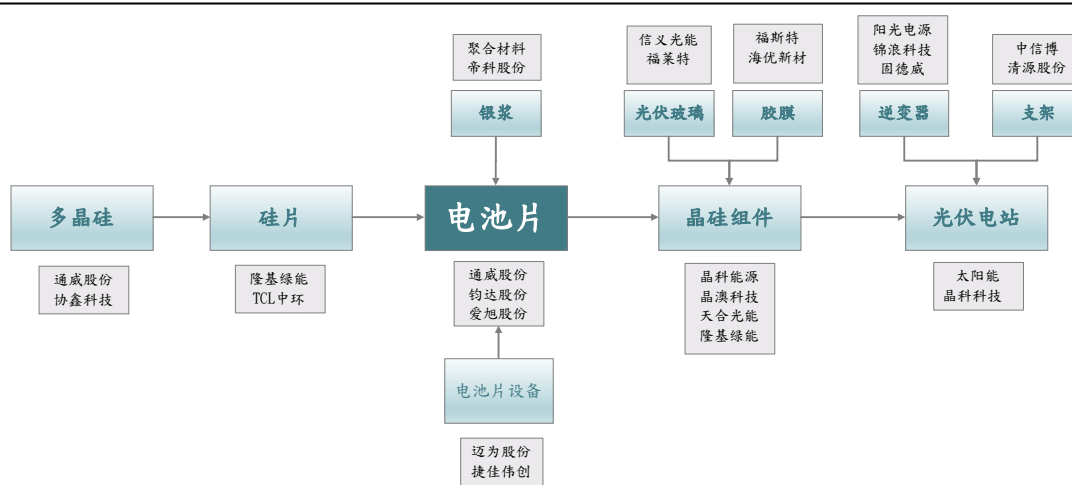 聚合材料
帝科股份
银浆
信义光能
福莱特
光伏玻璃
福斯特
海优新材
胶膜
阳光电源
锦浪科技
固德威
逆变器
中信博
清源股份
支架
多晶硅
硅片
电池片
晶硅组件
光伏电站
通威股份
协鑫科技
隆基绿能
TCL中环
通威股份
钧达股份
爱旭股份
晶科能源
晶澳科技
天合光能
隆基绿能
太阳能
晶科科技
电池片设备
迈为股份
捷佳伟创